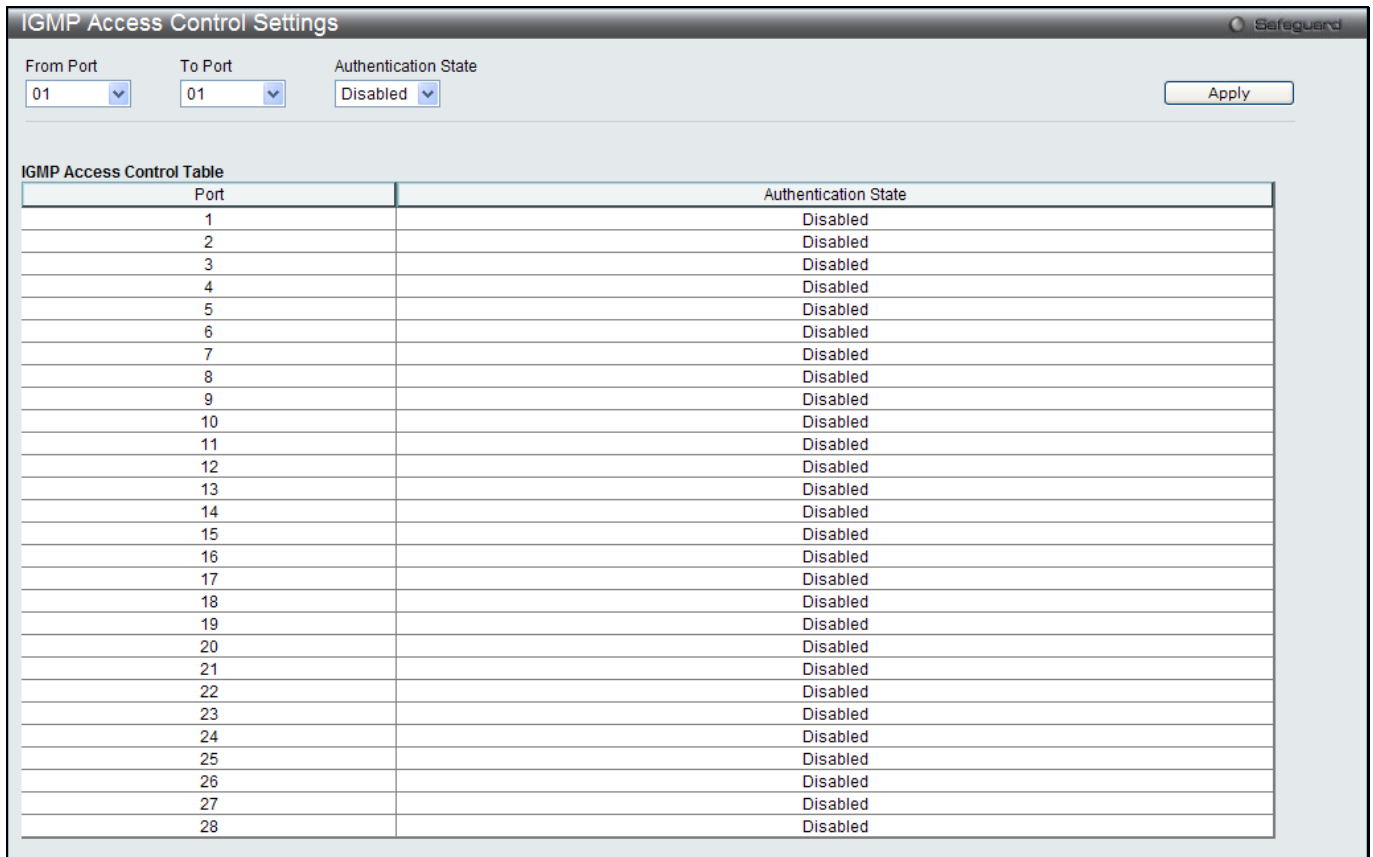 IGMP Access Control Settings
Safeguard
From Port To Port Authentication State
01 01 Disabled Apply
IGMP Access Control Table
Port Authentication State
1 Disabled
2 Disabled
3 Disabled
4 Disabled
5 Disabled
6 Disabled
7 Disabled
8 Disabled
9 Disabled
10 Disabled
11 Disabled
12 Disabled
13 Disabled
14 Disabled
15 Disabled
16 Disabled
17 Disabled
18 Disabled
19 Disabled
20 Disabled
21 Disabled
22 Disabled
23 Disabled
24 Disabled
25 Disabled
26 Disabled
27 Disabled
28 Disabled